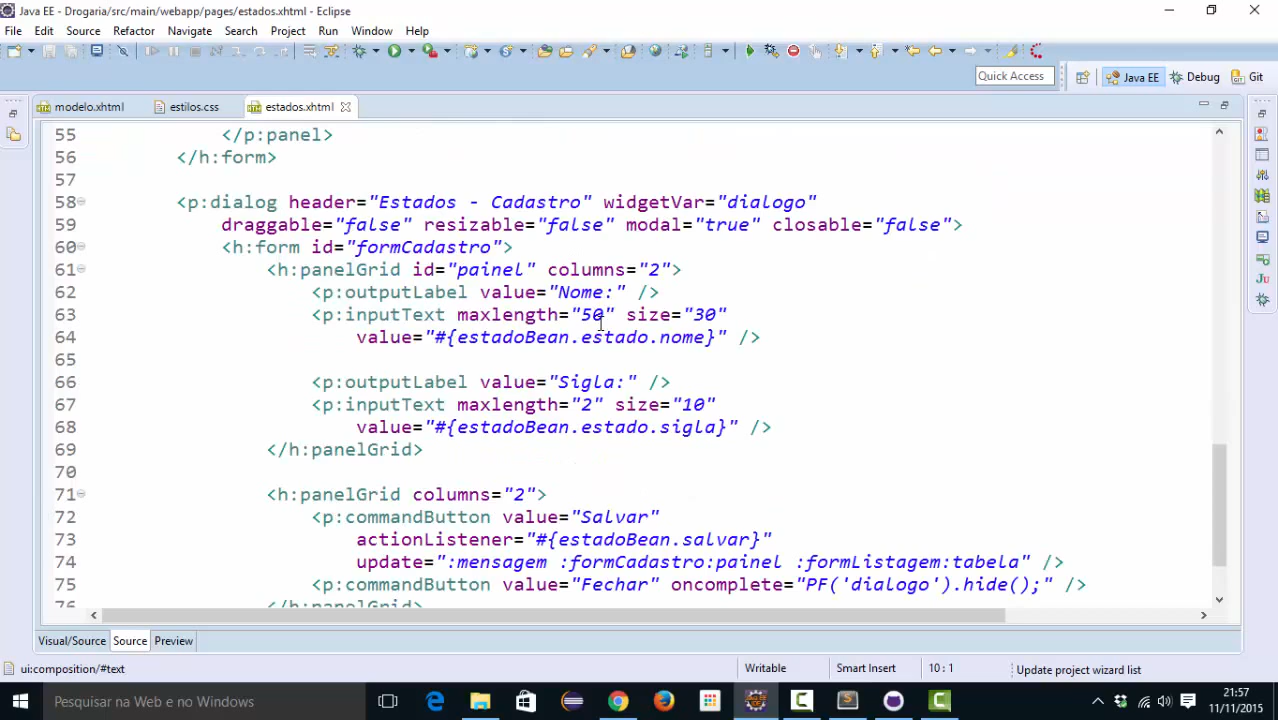 Java EE - Drogaria/src/main/webapp/pages/estados.xhtml - Eclipse
File Edit Source Refactor Navigate Search Project Run Window Help
Quick Access Java EE Debug Git
modelo.xhtml estilos.css estados.xhtml
55 </p:panel>
56 </h:form>
57
58 <p:dialog header="Estados - Cadastro" widgetVar="dialogo"
59 draggable="false" resizable="false" modal="true" closable="false">
60 <h:form id="formCadastro">
61 <h:panelGrid id="painel" columns="2">
62 <p:outputLabel value="Nome:" />
63 <p:inputText maxlength="50" size="30"
64 value="#{estadoBean.estado.nome}" />
65
66 <p:outputLabel value="Sigla:" />
67 <p:inputText maxlength="2" size="10"
68 value="#{estadoBean.estado.sigla}" />
69 </h:panelGrid>
70
71 <h:panelGrid columns="2">
72 <p:commandButton value="Salvar"
73 actionListener="#{estadoBean.salvar}"
74 update=":mensagem :formCadastro:painel :formListagem:tabela" />
75 <p:commandButton value="Fechar" oncomplete="PF('dialogo').hide();" />
76 </h:panelGrid>
Visual/Source Source Preview
ui:composition/#text Writable Smart Insert 10 : 1 Update project wizard list
Pesquisar na Web e no Windows
21:57
11/11/2015